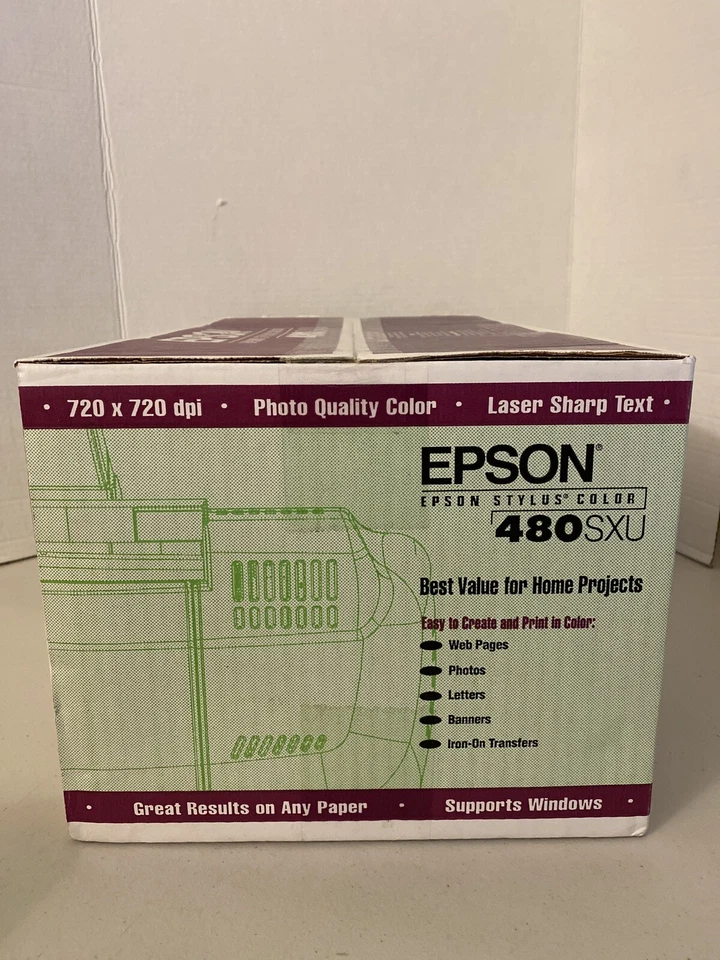 EPSON
• 720 x 720 dpi • Photo Quality Color • Laser Sharp Text •
EPSON®
EPSON STYLUS® COLOR
480SXU
Best Value for Home Projects
Easy to Create and Print in Color:
Web Pages
Photos
Letters
Banners
Iron-On Transfers
• Great Results on Any Paper • Supports Windows •